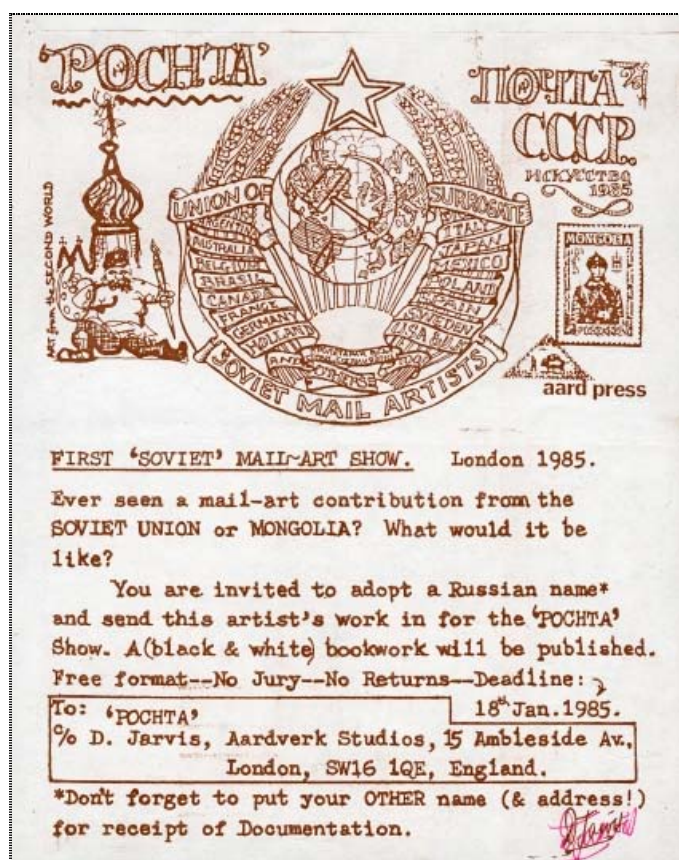 'POCHTA'
ПОЧТА
С.С.С.Р.
ИСКУССТВО
1985
ART from the SECOND WORLD
UNION OF
SURROGATE
ARGENTINA
AUSTRALIA
BELGIUM
BRASIL
CANADA
FRANCE
GERMANY
HOLLAND
ITALY
JAPAN
MEXICO
POLAND
SPAIN
SWEDEN
SOVIET MAIL ARTISTS
MONGOLIA
aard press
FIRST 'SOVIET' MAIL~ART SHOW. London 1985.
Ever seen a mail-art contribution from the
SOVIET UNION or MONGOLIA? What would it be
like?
You are invited to adopt a Russian name*
and send this artist's work in for the 'POCHTA'
Show. A(black & white) bookwork will be published.
Free format--No Jury--No Returns--Deadline:
18th Jan.1985.
To: 'POCHTA'
c/o D. Jarvis, Aardverk Studios, 15 Ambleside Av.,
London, SW16 1QE, England.
*Don't forget to put your OTHER name (& address!)
for receipt of Documentation.